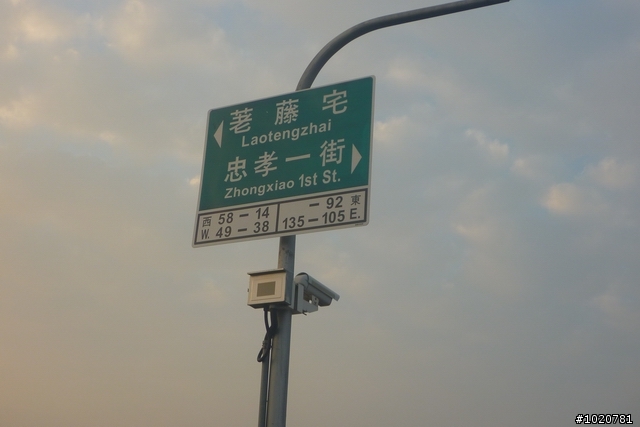 荖藤宅
Laotengzhai
忠孝一街
Zhongxiao 1st St.
西 58 - 14 - 92 東
W. 49 - 38 135 - 105 E.
#1020781